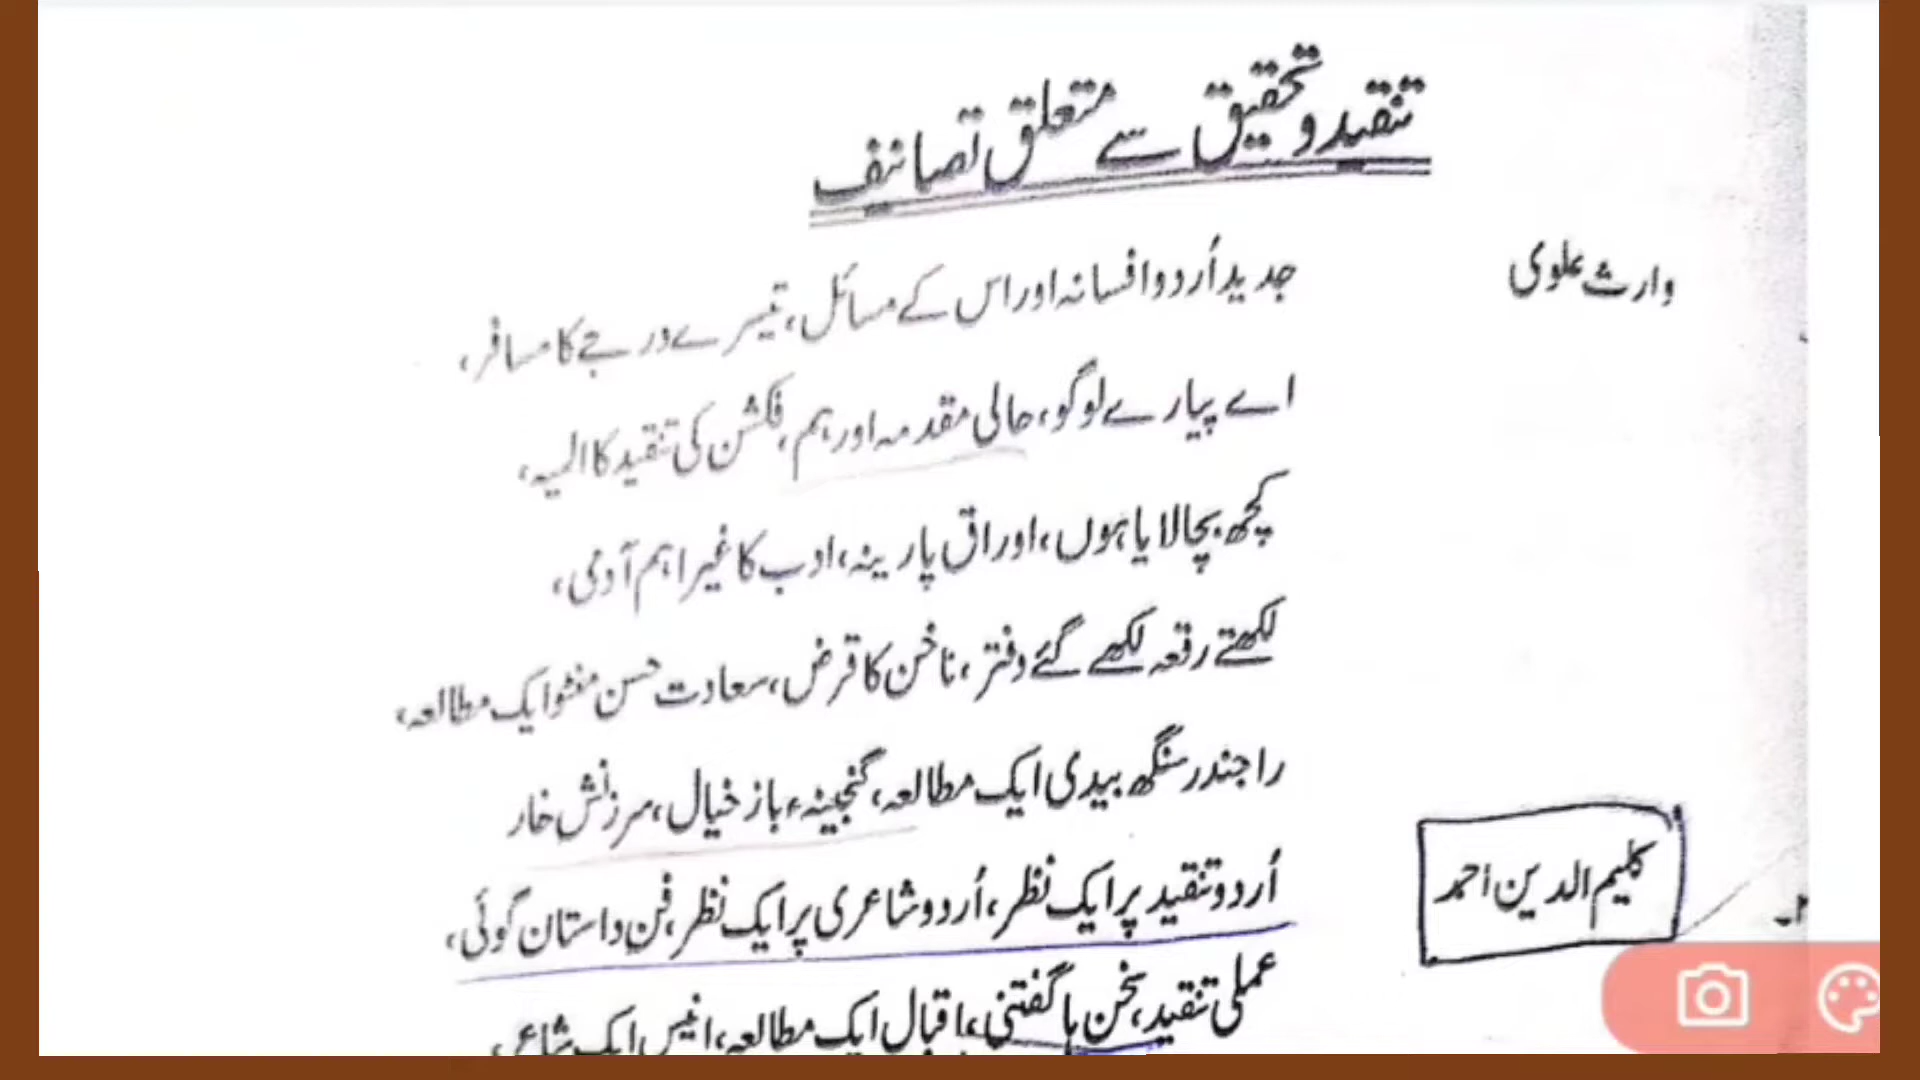 تنقید و تحقیق سے متعلق تصانیف
وارث علوی
جدید اُردو افسانہ اور اس کے مسائل، تیسرے درجے کا مسافر،
اے پیارے لوگو، حالی مقدمہ اور ہم، فکشن کی تنقید کا المیہ،
کچھ بچا لایا ہوں، اوراق پارینہ، ادب کا غیر اہم آدمی،
لکھتے رقعہ لکھے گئے دفتر، ناخن کا قرض، سعادت حسن منٹو ایک مطالعہ،
راجندر سنگھ بیدی ایک مطالعہ، گنجینہء باز خیال، سرزنش خار
۲۔
کلیم الدین احمد
اُردو تنقید پر ایک نظر، اُردو شاعری پر ایک نظر، فن داستان گوئی،
عملی تنقید، سخن ہا گفتنی، اقبال ایک مطالعہ، انیس ایک شاعر